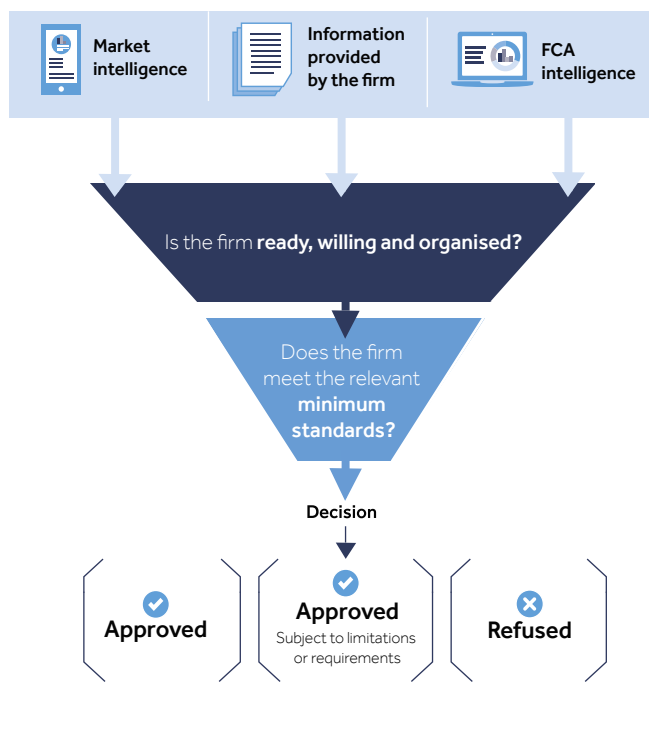 Market
intelligence
Information
provided
by the firm
FCA
intelligence
Is the firm ready, willing and organised?
Does the firm
meet the relevant
minimum
standards?
Decision
Approved
Approved
Subject to limitations
or requirements
Refused